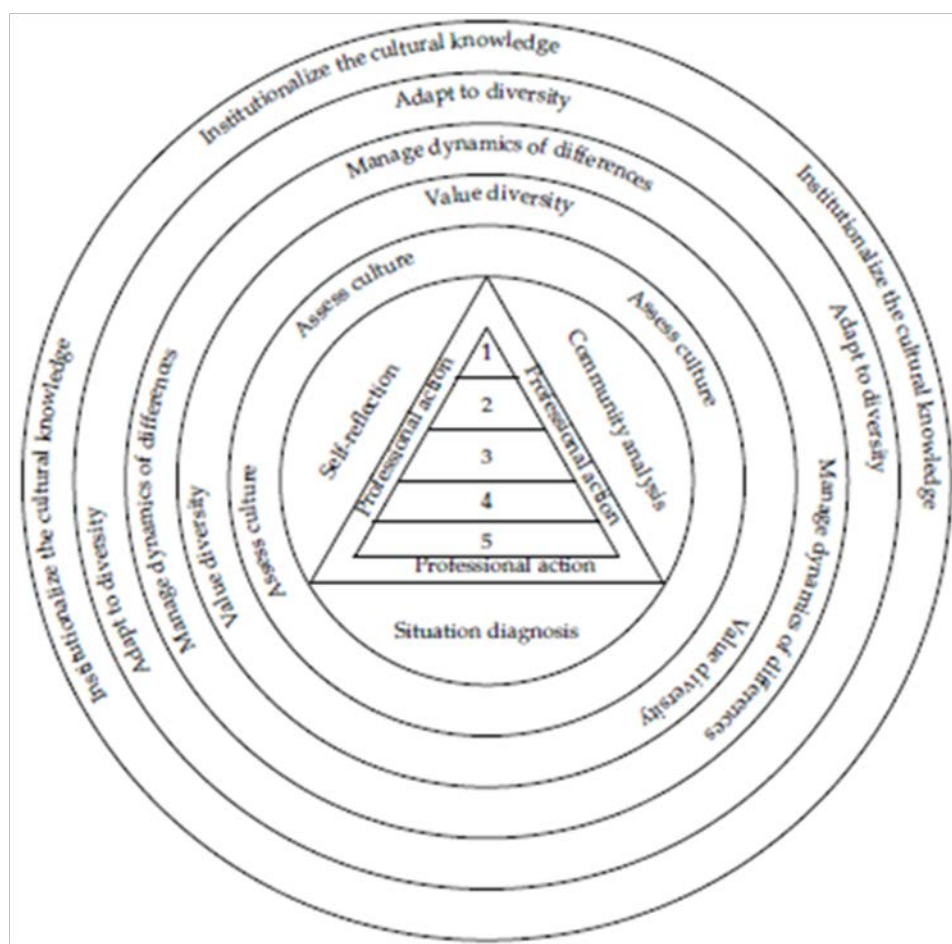 Institutionalize the cultural knowledge
Adapt to diversity
Manage dynamics of differences
Value diversity
Assess culture
Institutionalize the cultural knowledge
Adapt to diversity
Manage dynamics of differences
Value diversity
Assess culture
Institutionalize the cultural knowledge
Adapt to diversity
Manage dynamics of differences
Value diversity
Assess culture
Self-reflection
Community analysis
Professional action
Professional action
1
2
3
4
5
Professional action
Situation diagnosis